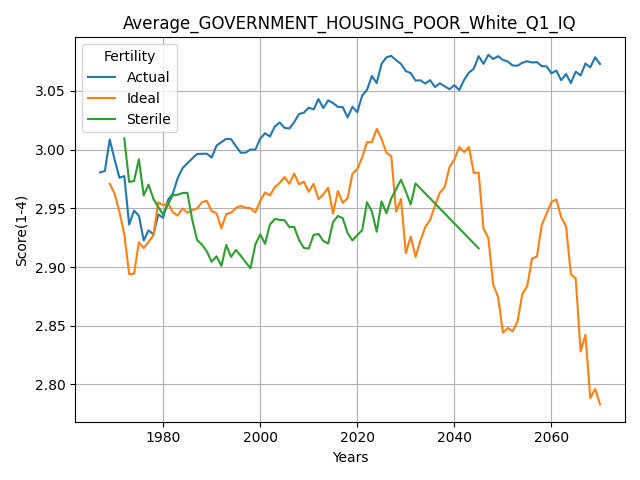 Average_GOVERNMENT_HOUSING_POOR_White_Q1_IQ
Fertility
Actual
Ideal
Sterile
Score(1-4)
3.05
3.00
2.95
2.90
2.85
2.80
1980 2000 2020 2040 2060
Years